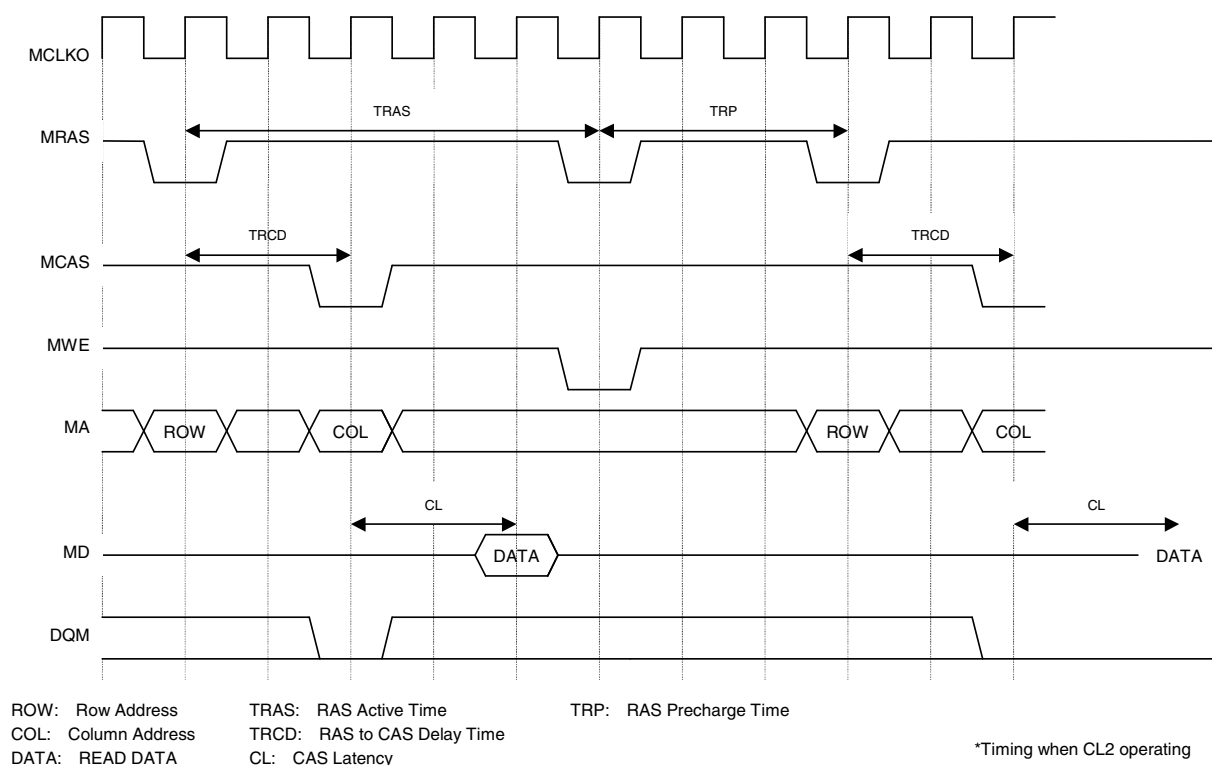 MCLKO
TRAS TRP
MRAS
TRCD TRCD
MCAS
MWE
MA ROW COL ROW COL
CL CL
MD DATA DATA
DQM
ROW: Row Address TRAS: RAS Active Time TRP: RAS Precharge Time
COL: Column Address TRCD: RAS to CAS Delay Time
DATA: READ DATA CL: CAS Latency
*Timing when CL2 operating